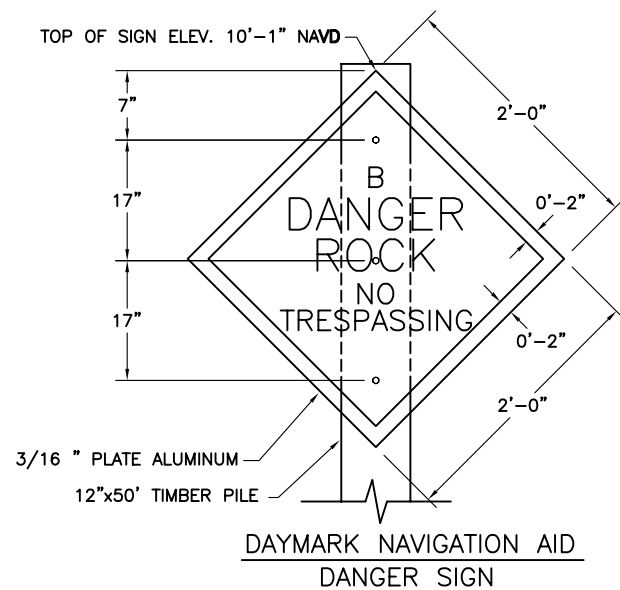 TOP OF SIGN ELEV. 10'-1" NAVD
7"
2'-0"
17"
B
DANGER
0'-2"
ROCK
NO
17"
TRESPASSING
0'-2"
2'-0"
3/16 " PLATE ALUMINUM
12"x50' TIMBER PILE
DAYMARK NAVIGATION AID
DANGER SIGN